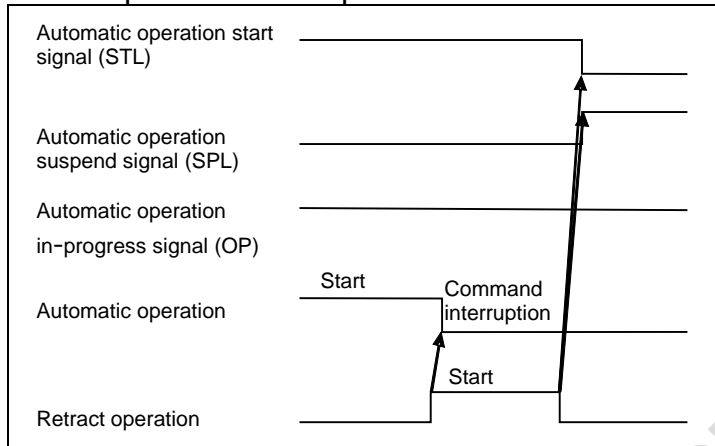 Automatic operation start
signal (STL)
Automatic operation
suspend signal (SPL)
Automatic operation
in-progress signal (OP)
Start
Automatic operation
Command
interruption
Start
Retract operation